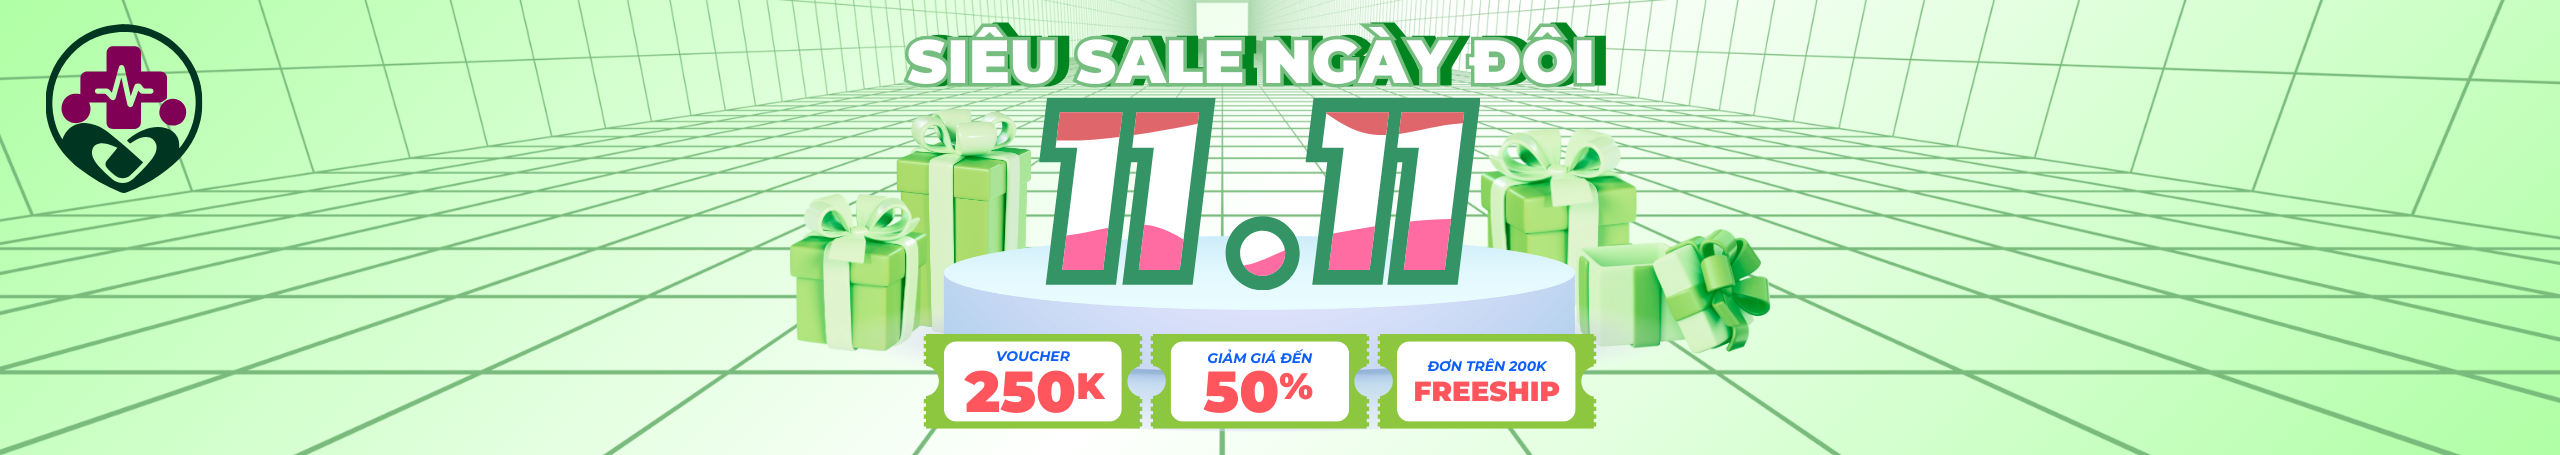 SIÊU SALE NGÀY ĐÔI
11.11
VOUCHER
250K
GIẢM GIÁ ĐẾN
50%
ĐƠN TRÊN 200K
FREESHIP